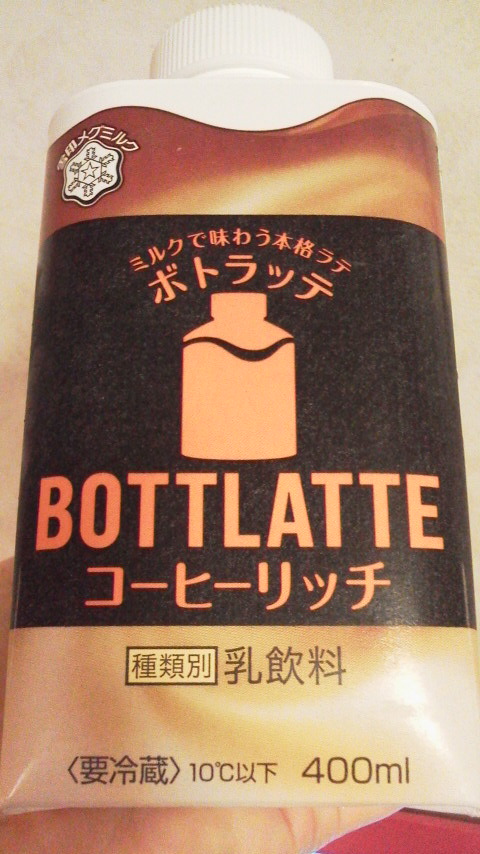 雪印メグミルク
ミルクで味わう本格ラテ
ボトラッテ
BOTTLATTE
コーヒーリッチ
種類別 乳飲料
〈要冷蔵〉10℃以下 400ml